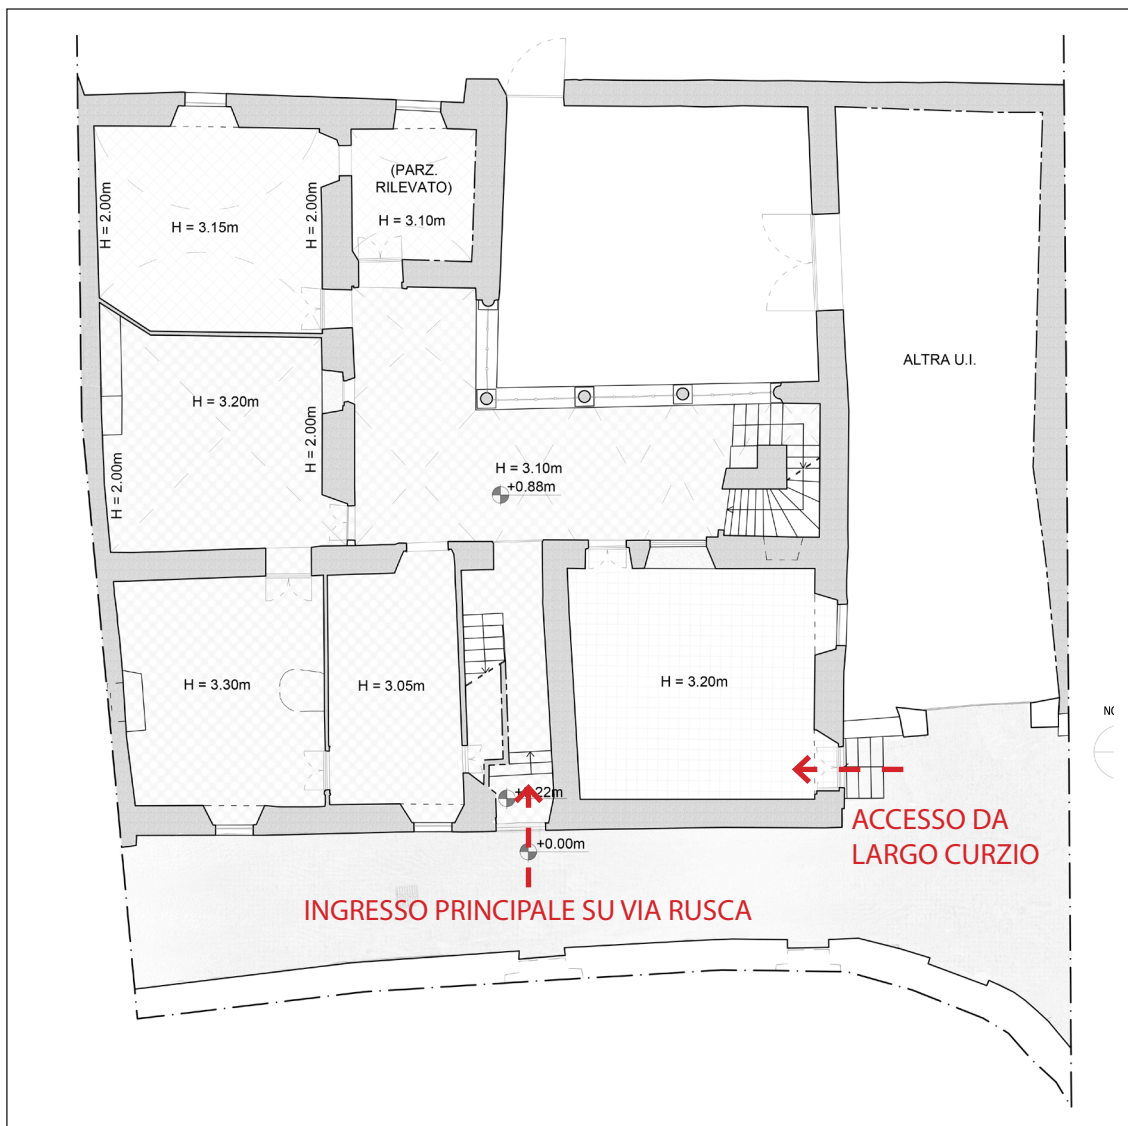 (PARZ.
RILEVATO)
H = 3.10m
H = 2.00m
H = 3.15m
H = 2.00m
ALTRA U.I.
H = 3.20m
H = 2.00m
H = 2.00m
H = 3.10m
+0.88m
H = 3.30m
H = 3.05m
H = 3.20m
ACCESSO DA
LARGO CURZIO
+0.00m
INGRESSO PRINCIPALE SU VIA RUSCA